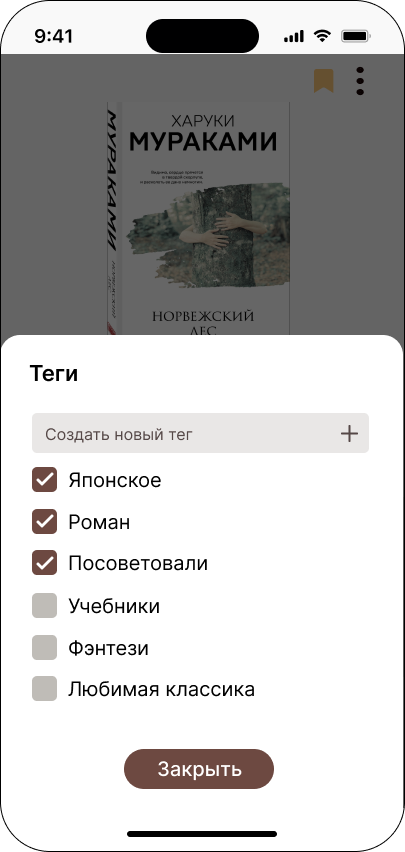 9:41
ХАРУКИ
МУРАКАМИ
МУРАКАМИ
НОРВЕЖСКИЙ
ЛЕС
Теги
Создать новый тег
Японское
Роман
Посоветовали
Учебники
Фэнтези
Любимая классика
Закрыть